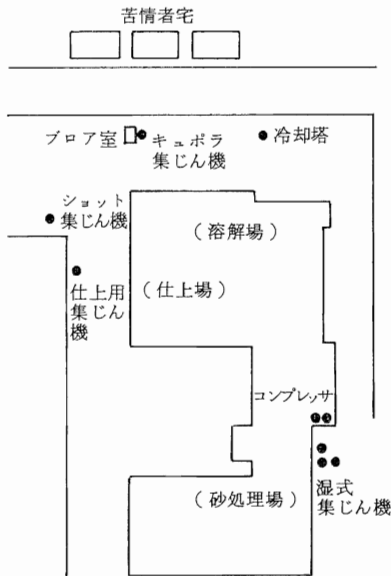 苦情者宅
ブロア室
キュポラ
集じん機
冷却塔
ショット
集じん機
(溶解場)
仕上用
集じん
機
(仕上場)
コンプレッサ
湿式
集じん機
(砂処理場)